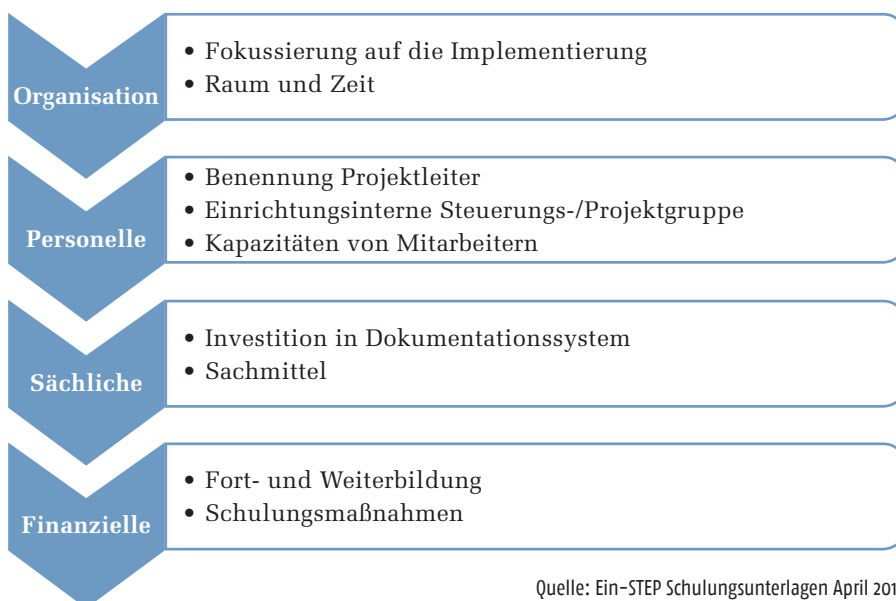 Organisation
• Fokussierung auf die Implementierung
• Raum und Zeit
Personelle
• Benennung Projektleiter
• Einrichtungsinterne Steuerungs-/Projektgruppe
• Kapazitäten von Mitarbeitern
Sächliche
• Investition in Dokumentationssystem
• Sachmittel
Finanzielle
• Fort- und Weiterbildung
• Schulungsmaßnahmen
Quelle: Ein-STEP Schulungsunterlagen April